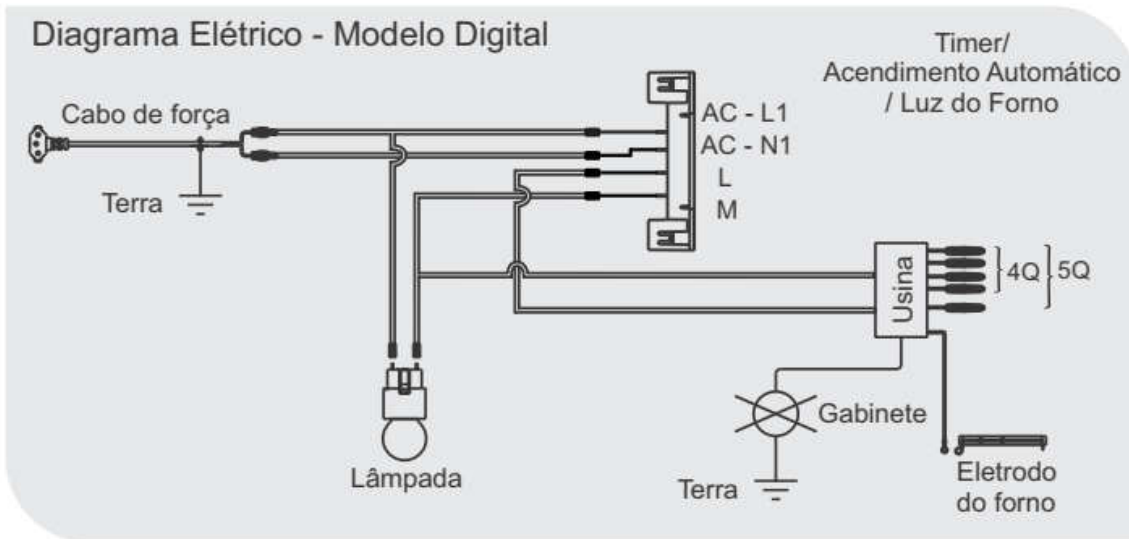 Diagrama Elétrico - Modelo Digital
Timer/
Acendimento Automático
/ Luz do Forno
Cabo de força
AC - L1
AC - N1
L
M
Terra
Usina
4Q
5Q
Gabinete
Lâmpada
Terra
Eletrodo
do forno